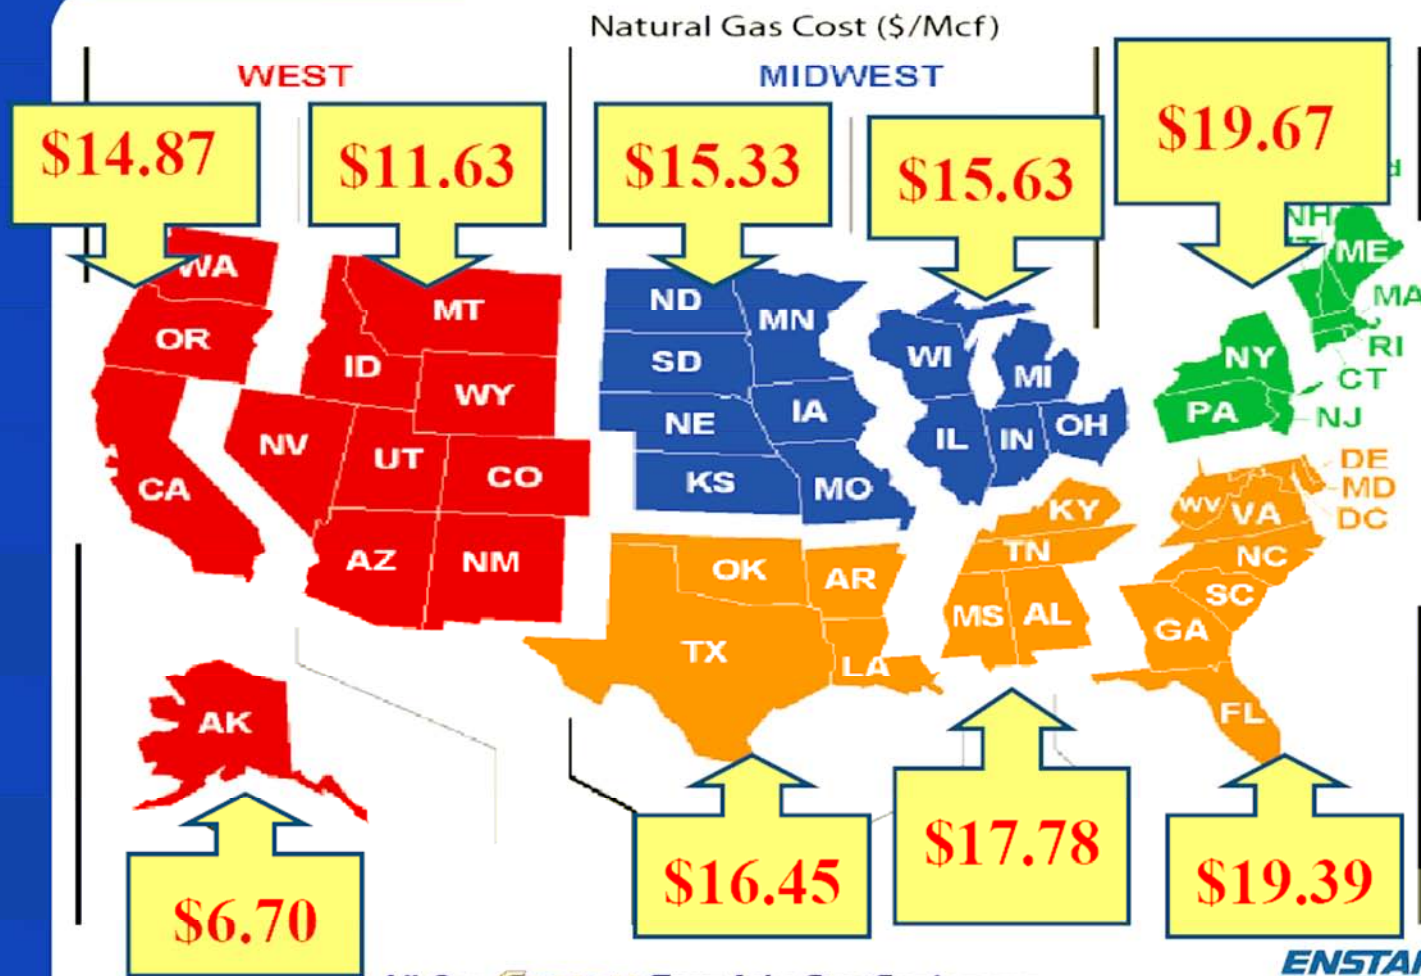 Natural Gas Cost ($/Mcf)
WEST
MIDWEST
$14.87
$11.63
$15.33
$15.63
$19.67
d
NH
ME
MA
RI
CT
NJ
NY
PA
WA
OR
CA
MT
ID
WY
NV
UT
CO
AZ
NM
ND
MN
SD
NE
IA
KS
MO
WI
MI
IL
IN
OH
DE
MD
DC
WV
VA
KY
TN
NC
SC
OK
AR
TX
LA
MS
AL
GA
FL
AK
$6.70
$16.45
$17.78
$19.39
ENSTA